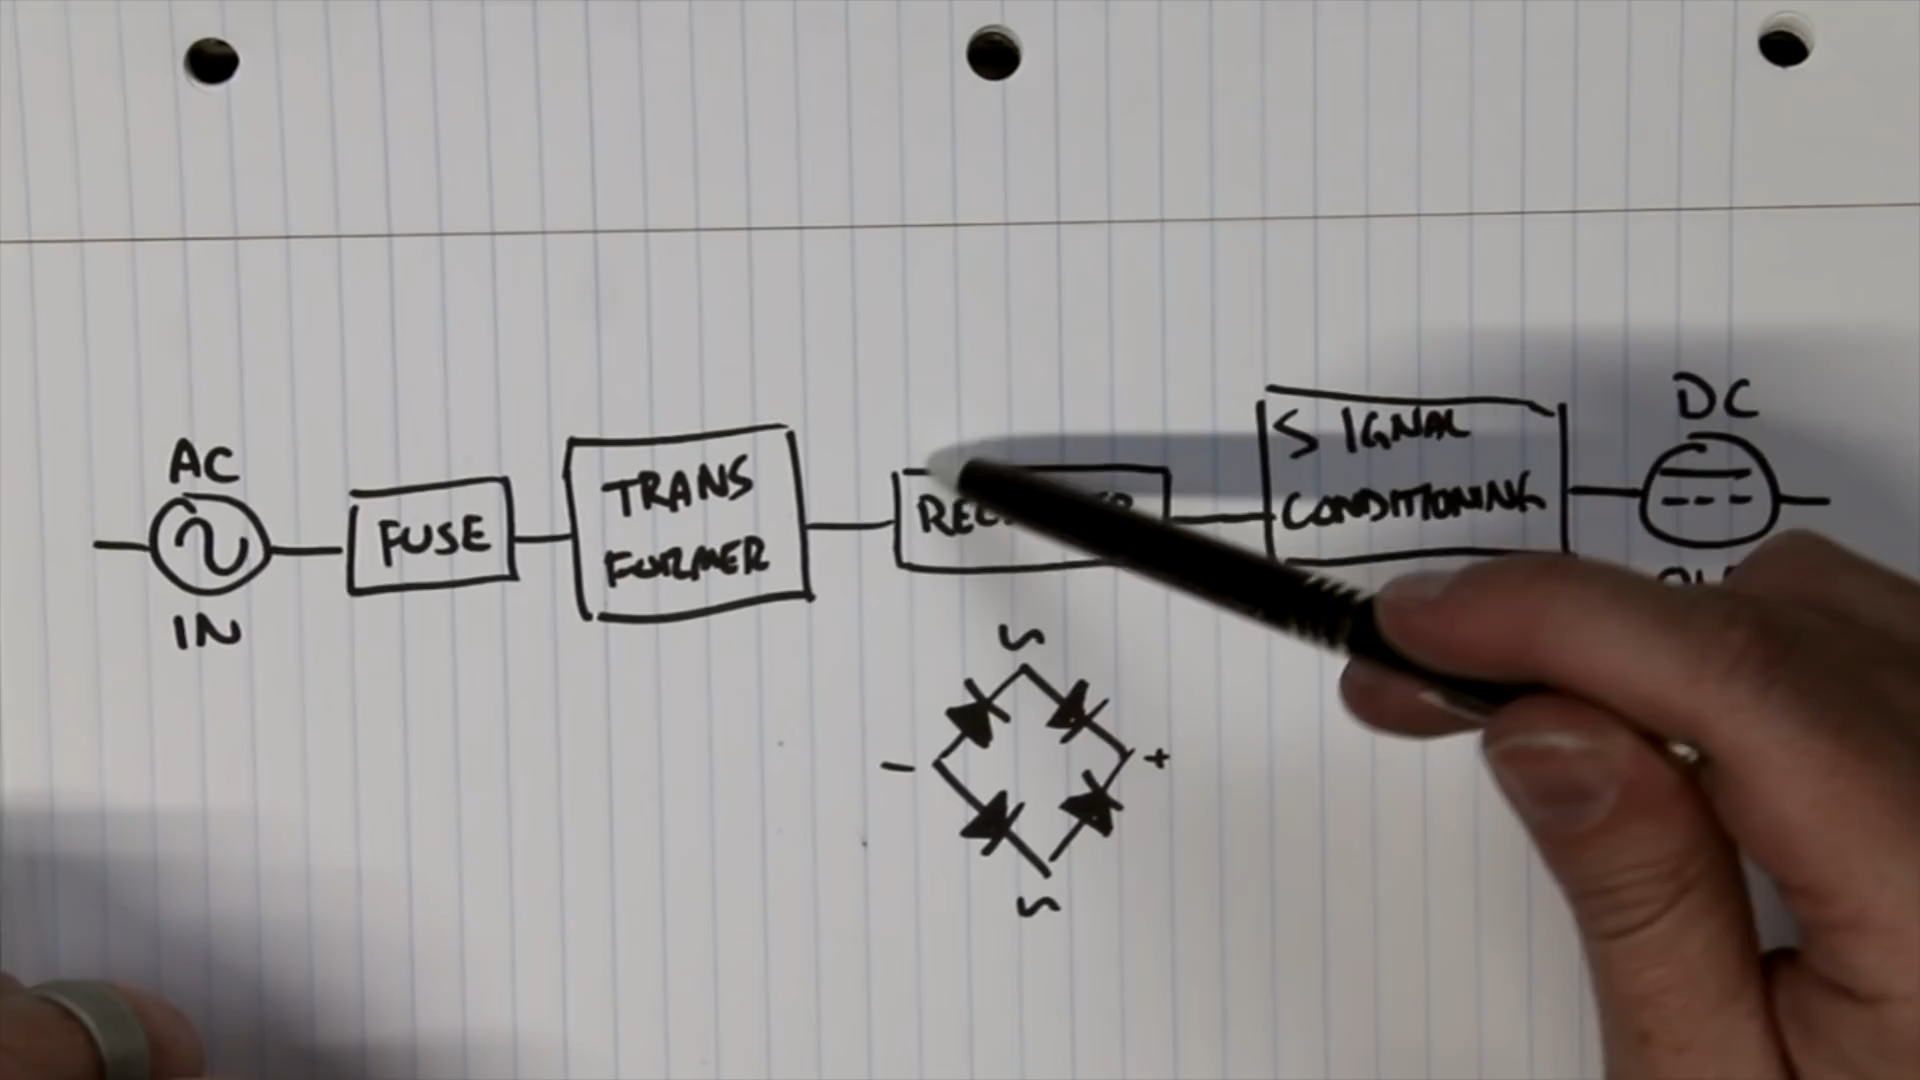 AC
IN
FUSE
TRANS
FORMER
SIGNAL
CONDITIONING
DC
-
+